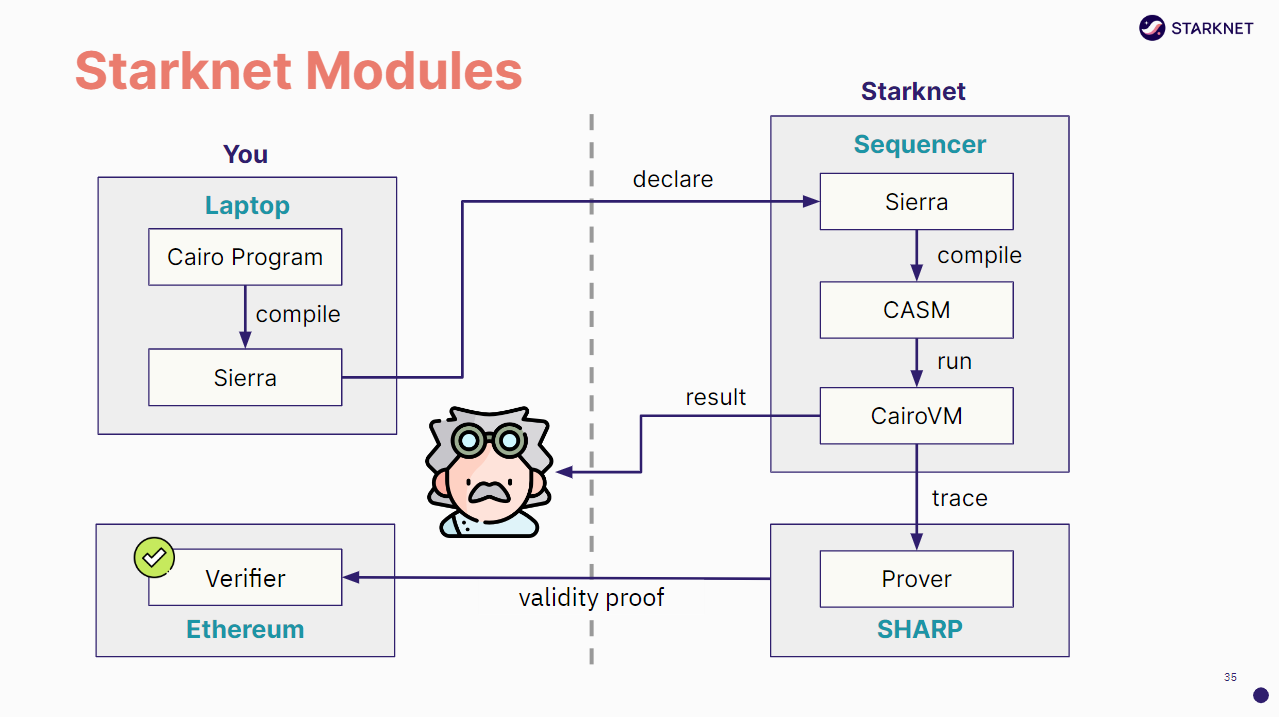 STARKNET
Starknet Modules
You
Laptop
Cairo Program
compile
Sierra
declare
Starknet
Sequencer
Sierra
compile
CASM
run
CairoVM
result
trace
Prover
SHARP
validity proof
Verifier
Ethereum
35